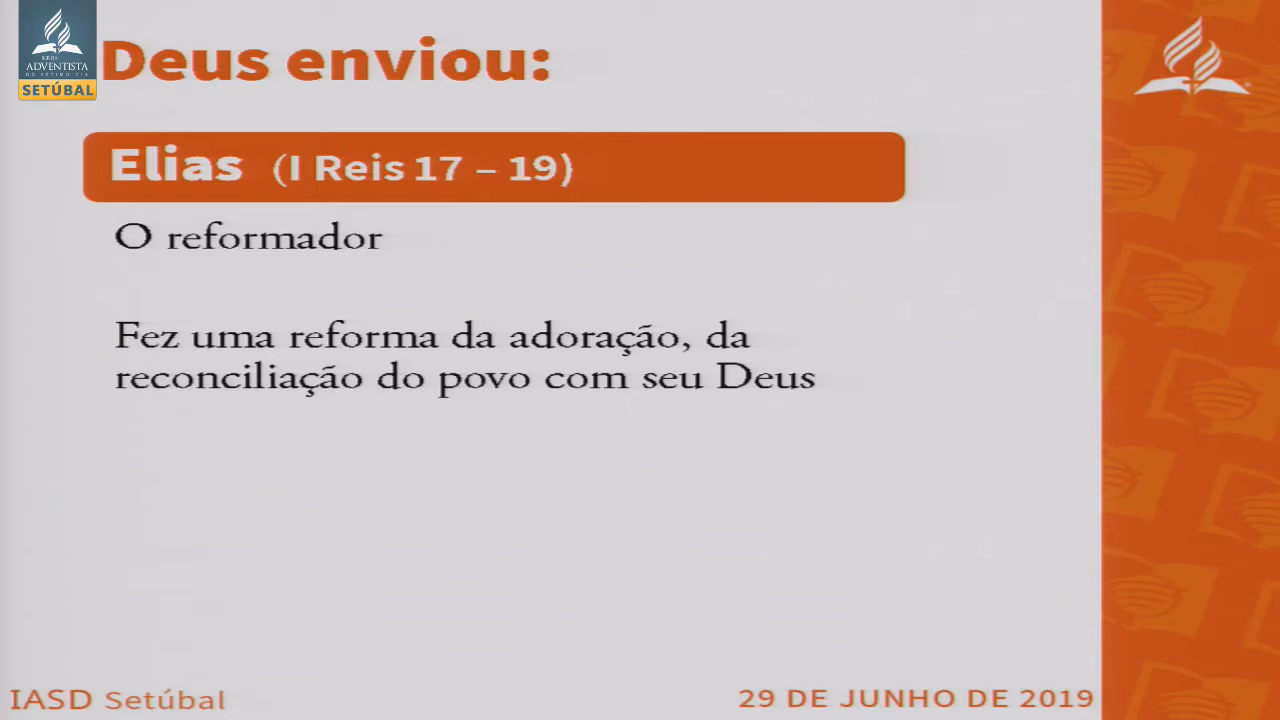 Deus enviou:
IGREJA
ADVENTISTA
DO SÉTIMO DIA
SETÚBAL
Elias (I Reis 17 – 19)
O reformador
Fez uma reforma da adoração, da
reconciliação do povo com seu Deus
IASD Setúbal
29 DE JUNHO DE 2019